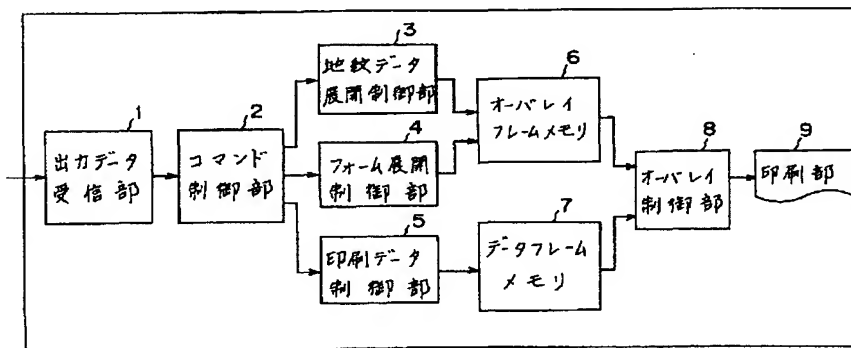 1
出力データ
受信部
2
コマンド
制御部
3
地紋データ
展開制御部
4
フォーム展開
制御部
5
印刷データ
制御部
6
オーバレイ
フレームメモリ
7
データフレーム
メモリ
8
オーバレイ
制御部
9
印刷部